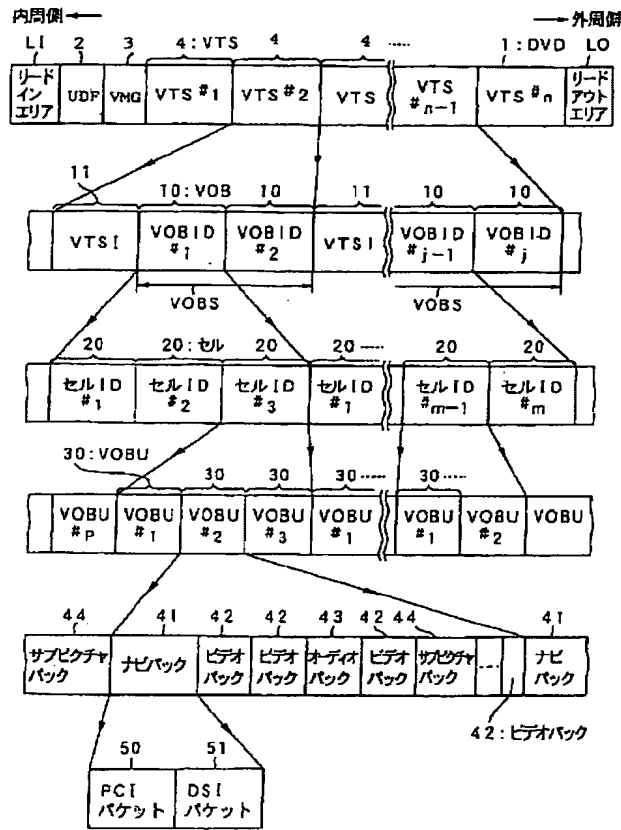 内周側 外周側
LI 2 3 4:VTS 4 4 ····· 1:DVD LO
リード
イン
エリア
UDF VMG VTS #1 VTS #2 VTS VTS
#n-1 VTS #n リード
アウト
エリア
11 10:VOB 10 11 10 10
VTSI VOBID
#1 VOBID
#2 VTSI VOBID
#j-1 VOBID
#j
VOBS VOBS
20 20:セル 20 20 ····· 20 20
セルID
#1 セルID
#2 セルID
#3 セルID
#1 セルID
#m-1 セルID
#m
30:VOBU 30 30 30 ····· 30 ·····
VOBU
#p VOBU
#1 VOBU
#2 VOBU
#3 VOBU
#1 VOBU
#1 VOBU
#2 VOBU
44 41 42 42 43 42 44 41
サブピクチャ
パック ナビパック ビデオ
パック ビデオ
パック オーディオ
パック ビデオ
パック サブピクチャ
パック ···· ナビ
パック
42:ビデオパック
50 51
PCI
パケット DSI
パケット